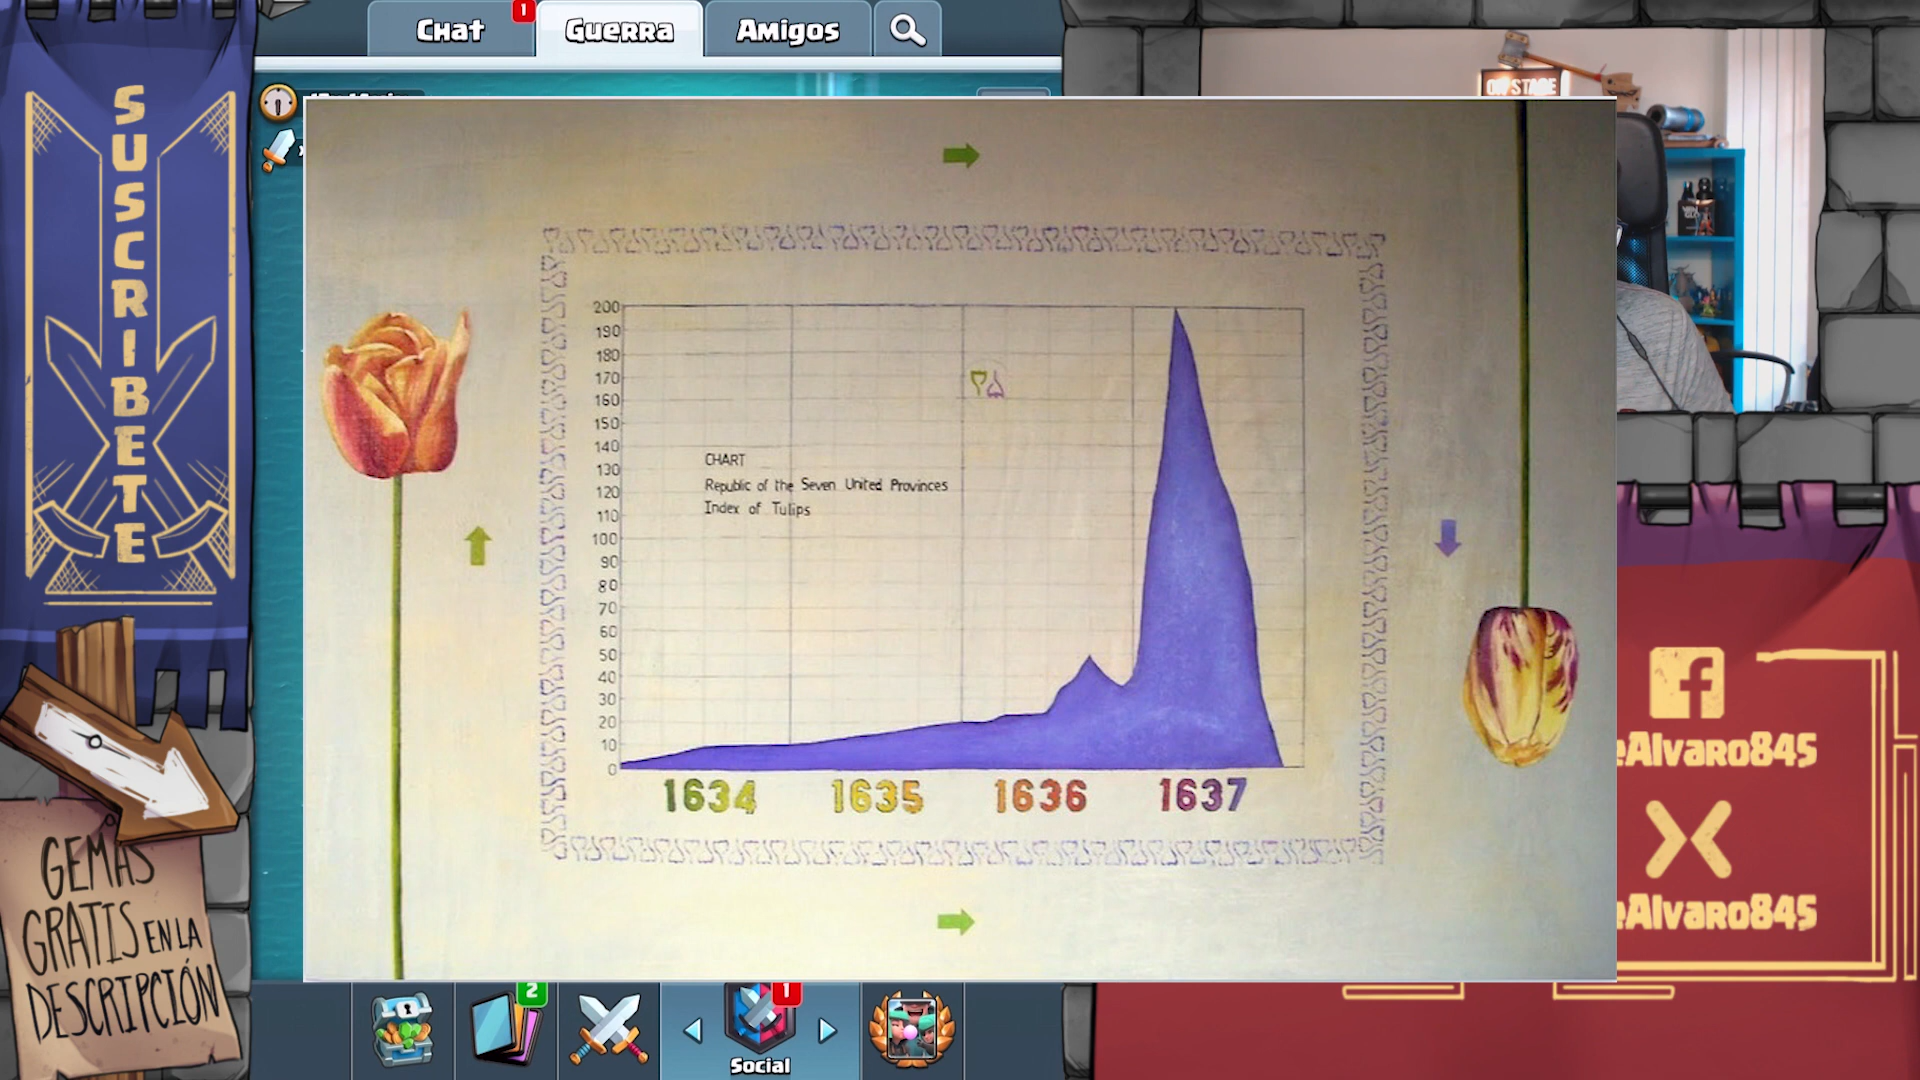 Chat
1
Guerra
Amigos
ON STAGE
SUSCRIBETE
GEMAS
GRATIS EN LA
DESCRIPCIÓN
200
190
180
170
160
150
140
130
120
110
100
90
80
70
60
50
40
30
20
10
0
CHART
Republic of the Seven United Provinces
Index of Tulips
1634 1635 1636 1637
eAlvaro845
eAlvaro845
2
1
Social